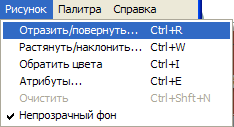 Рисунок Палитра Справка
Отразить/повернуть... Ctrl+R
Растянуть/наклонить... Ctrl+W
Обратить цвета Ctrl+I
Атрибуты... Ctrl+E
Очистить Ctrl+Shft+N
✓ Непрозрачный фон